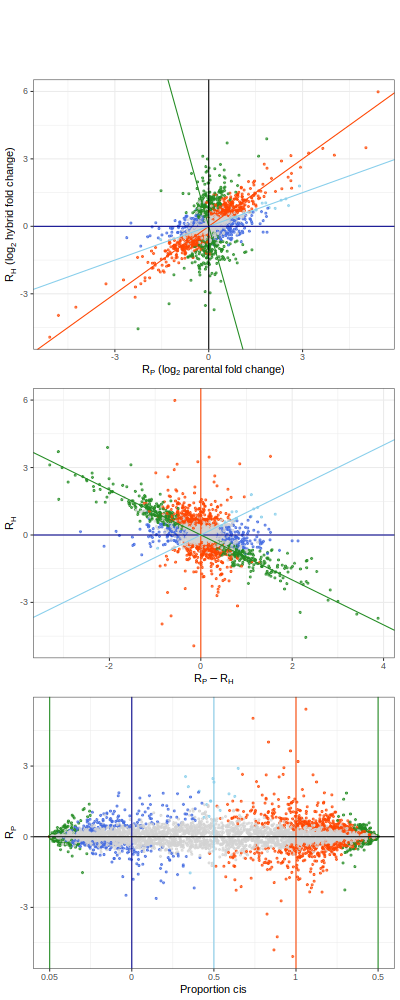 6
3
0
-3
R_H (log₂ hybrid fold change)
-3 0 3
R_P (log₂ parental fold change)
6
3
0
-3
R_H
-2 0 2 4
R_P – R_H
3
0
-3
R_P
0.05 0 0.5 1 0.5
Proportion cis